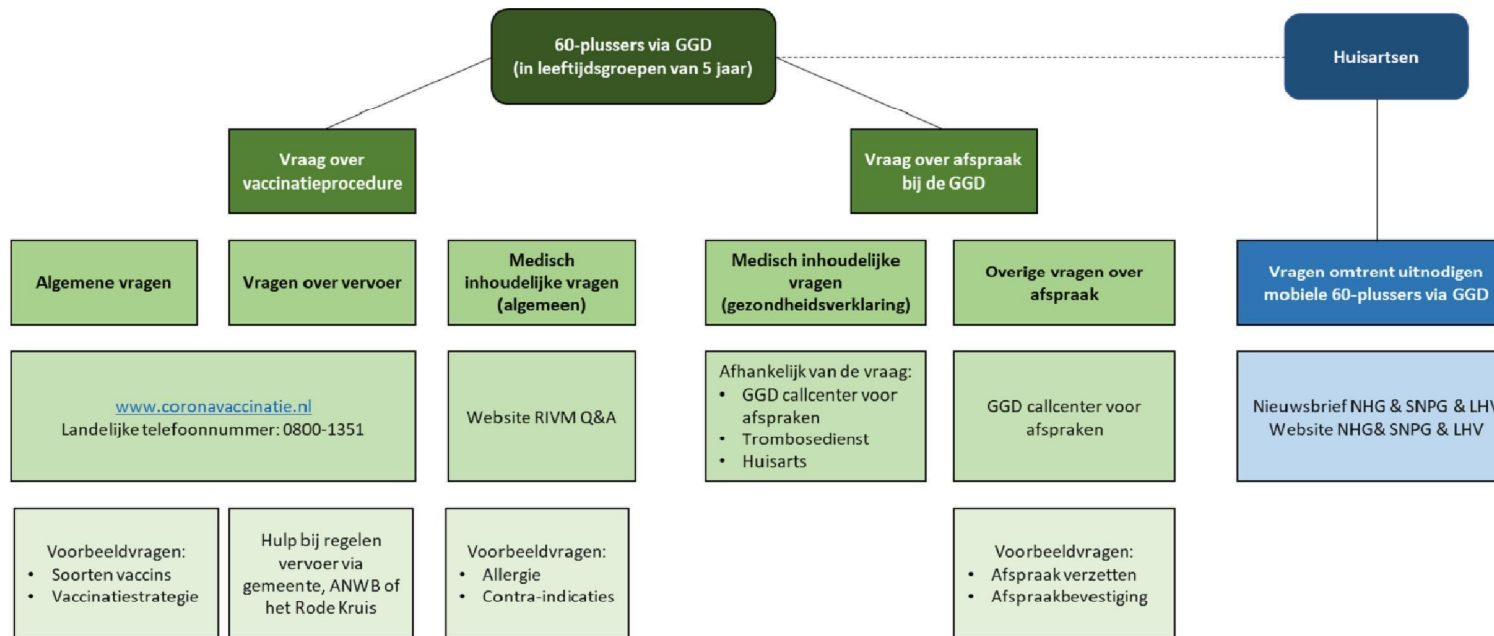 60-plussers via GGD
(in leeftijdsgroepen van 5 jaar)
Huisartsen
Vraag over
vaccinatieprocedure
Vraag over afspraak
bij de GGD
Algemene vragen
Vragen over vervoer
Medisch
inhoudelijke vragen
(algemeen)
Medisch inhoudelijke
vragen
(gezondheidsverklaring)
Overige vragen over
afspraak
Vragen omtrent uitnodigen
mobiele 60-plussers via GGD
www.coronavaccinatie.nl
Landelijke telefoonnummer: 0800-1351
Website RIVM Q&A
Afhankelijk van de vraag:
• GGD callcenter voor
afspraken
• Trombosedienst
• Huisarts
GGD callcenter voor
afspraken
Nieuwsbrief NHG & SNPG & LHV
Website NHG& SNPG & LHV
Voorbeeldvragen:
• Soorten vaccins
• Vaccinatiestrategie
Hulp bij regelen
vervoer via
gemeente, ANWB of
het Rode Kruis
Voorbeeldvragen:
• Allergie
• Contra-indicaties
Voorbeeldvragen:
• Afspraak verzetten
• Afspraakbevestiging